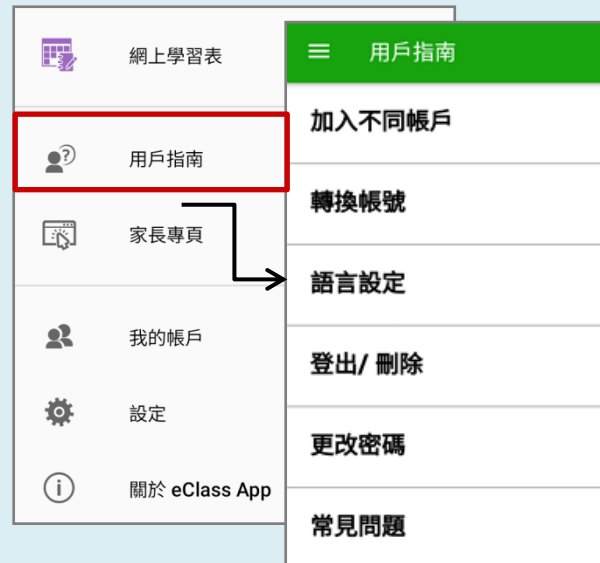 網上學習表
用戶指南
家長專頁
我的帳戶
設定
關於 eClass App
用戶指南
加入不同帳戶
轉換帳號
語言設定
登出/ 刪除
更改密碼
常見問題